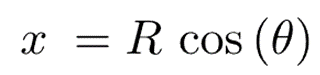 x = R cos (θ)